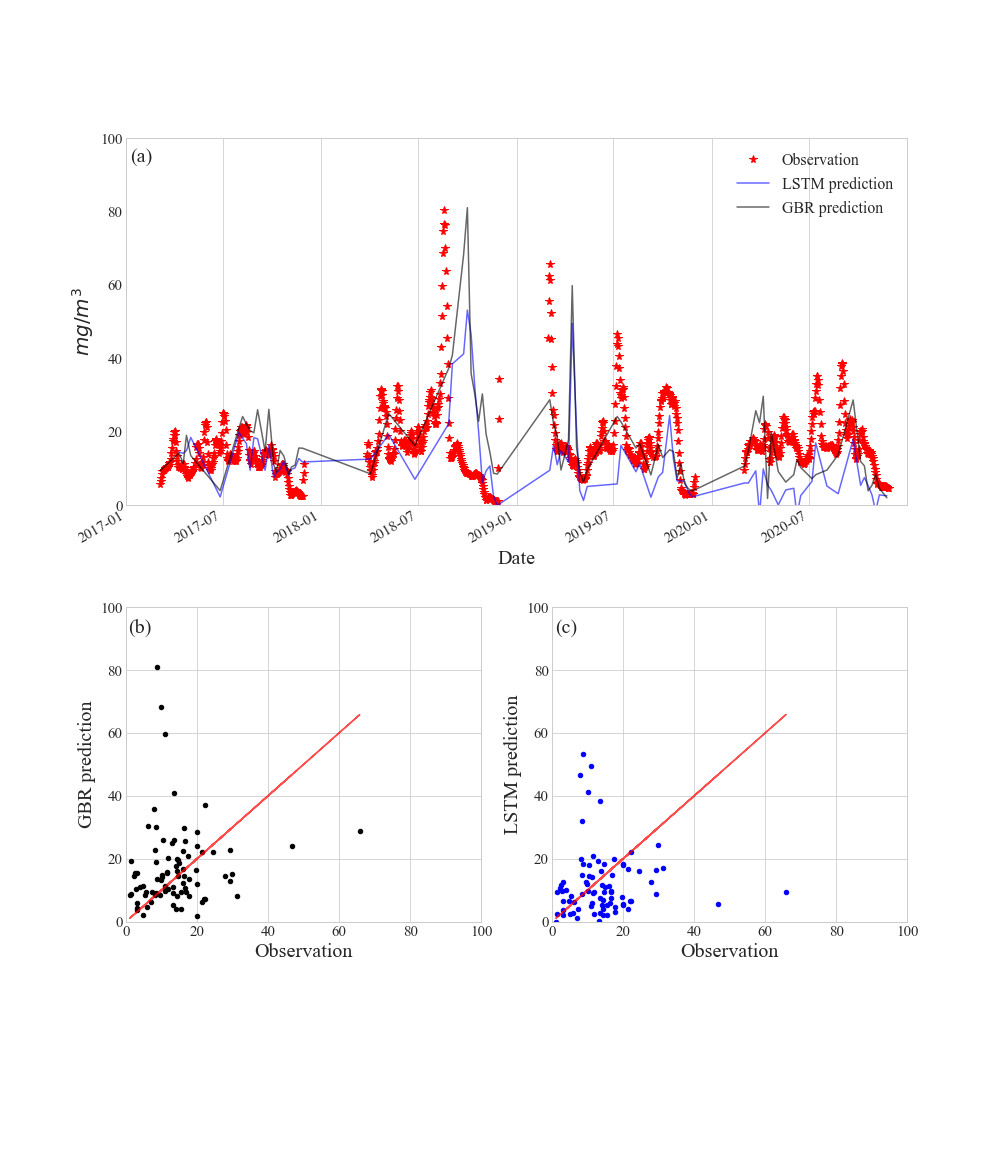 100
(a)
Observation
LSTM prediction
GBR prediction
80
60
mg/m³
40
20
0
2017-01
2017-07
2018-01
2018-07
2019-01
2019-07
2020-01
2020-07
Date
100
(b)
80
60
GBR prediction
40
20
0
0 20 40 60 80 100
Observation
100
(c)
80
60
LSTM prediction
40
20
0
0 20 40 60 80 100
Observation